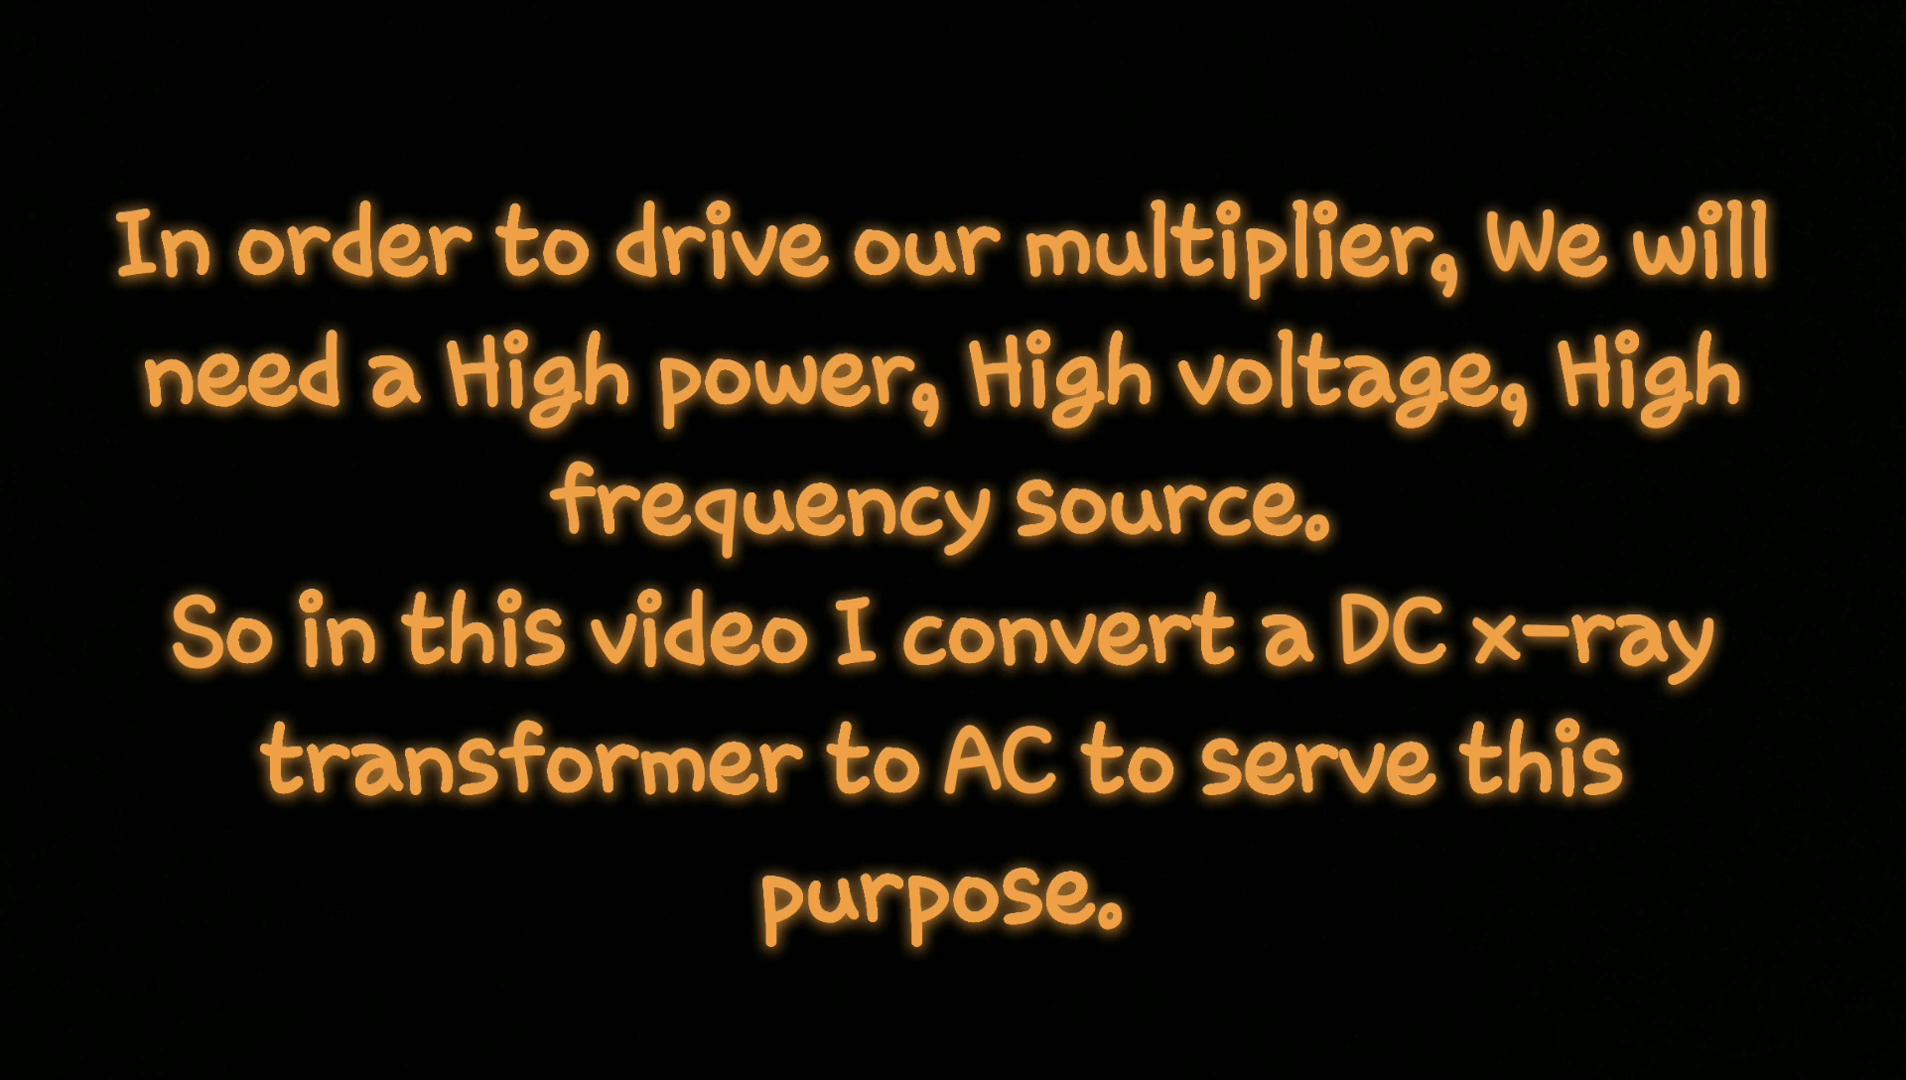 In order to drive our multiplier, We will
need a High power, High voltage, High
frequency source.
So in this video I convert a DC x-ray
transformer to AC to serve this
purpose.